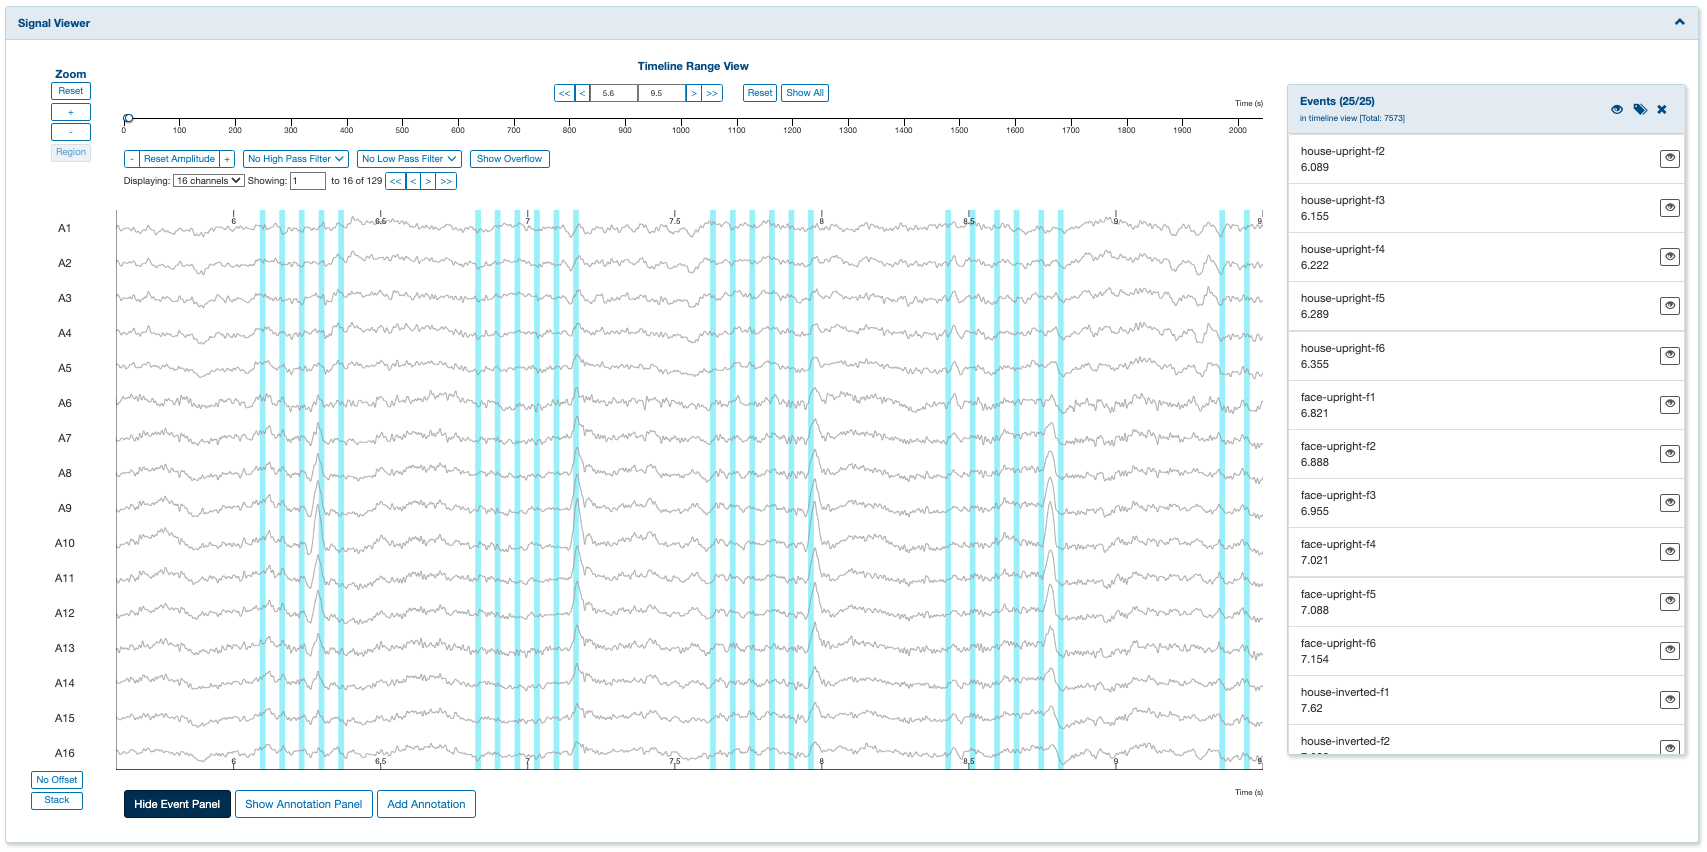 Signal Viewer
Zoom
Reset
+
-
Region
Timeline Range View
<< < 5.6 9.5 > >> Reset Show All
Time (s)
0 100 200 300 400 500 600 700 800 900 1000 1100 1200 1300 1400 1500 1600 1700 1800 1900 2000
- Reset Amplitude + No High Pass Filter No Low Pass Filter Show Overflow
Displaying: 16 channels Showing: 1 to 16 of 129 << < > >>
6 6.5 7 7.5 8 8.5 9 9
A1
A2
A3
A4
A5
A6
A7
A8
A9
A10
A11
A12
A13
A14
A15
A16
6 6.5 7 7.5 8 8.5 9 9
Time (s)
No Offset
Stack
Hide Event Panel Show Annotation Panel Add Annotation
Events (25/25)
in timeline view [Total: 7573]
house-upright-f2
6.089
house-upright-f3
6.155
house-upright-f4
6.222
house-upright-f5
6.289
house-upright-f6
6.355
face-upright-f1
6.821
face-upright-f2
6.888
face-upright-f3
6.955
face-upright-f4
7.021
face-upright-f5
7.088
face-upright-f6
7.154
house-inverted-f1
7.62
house-inverted-f2